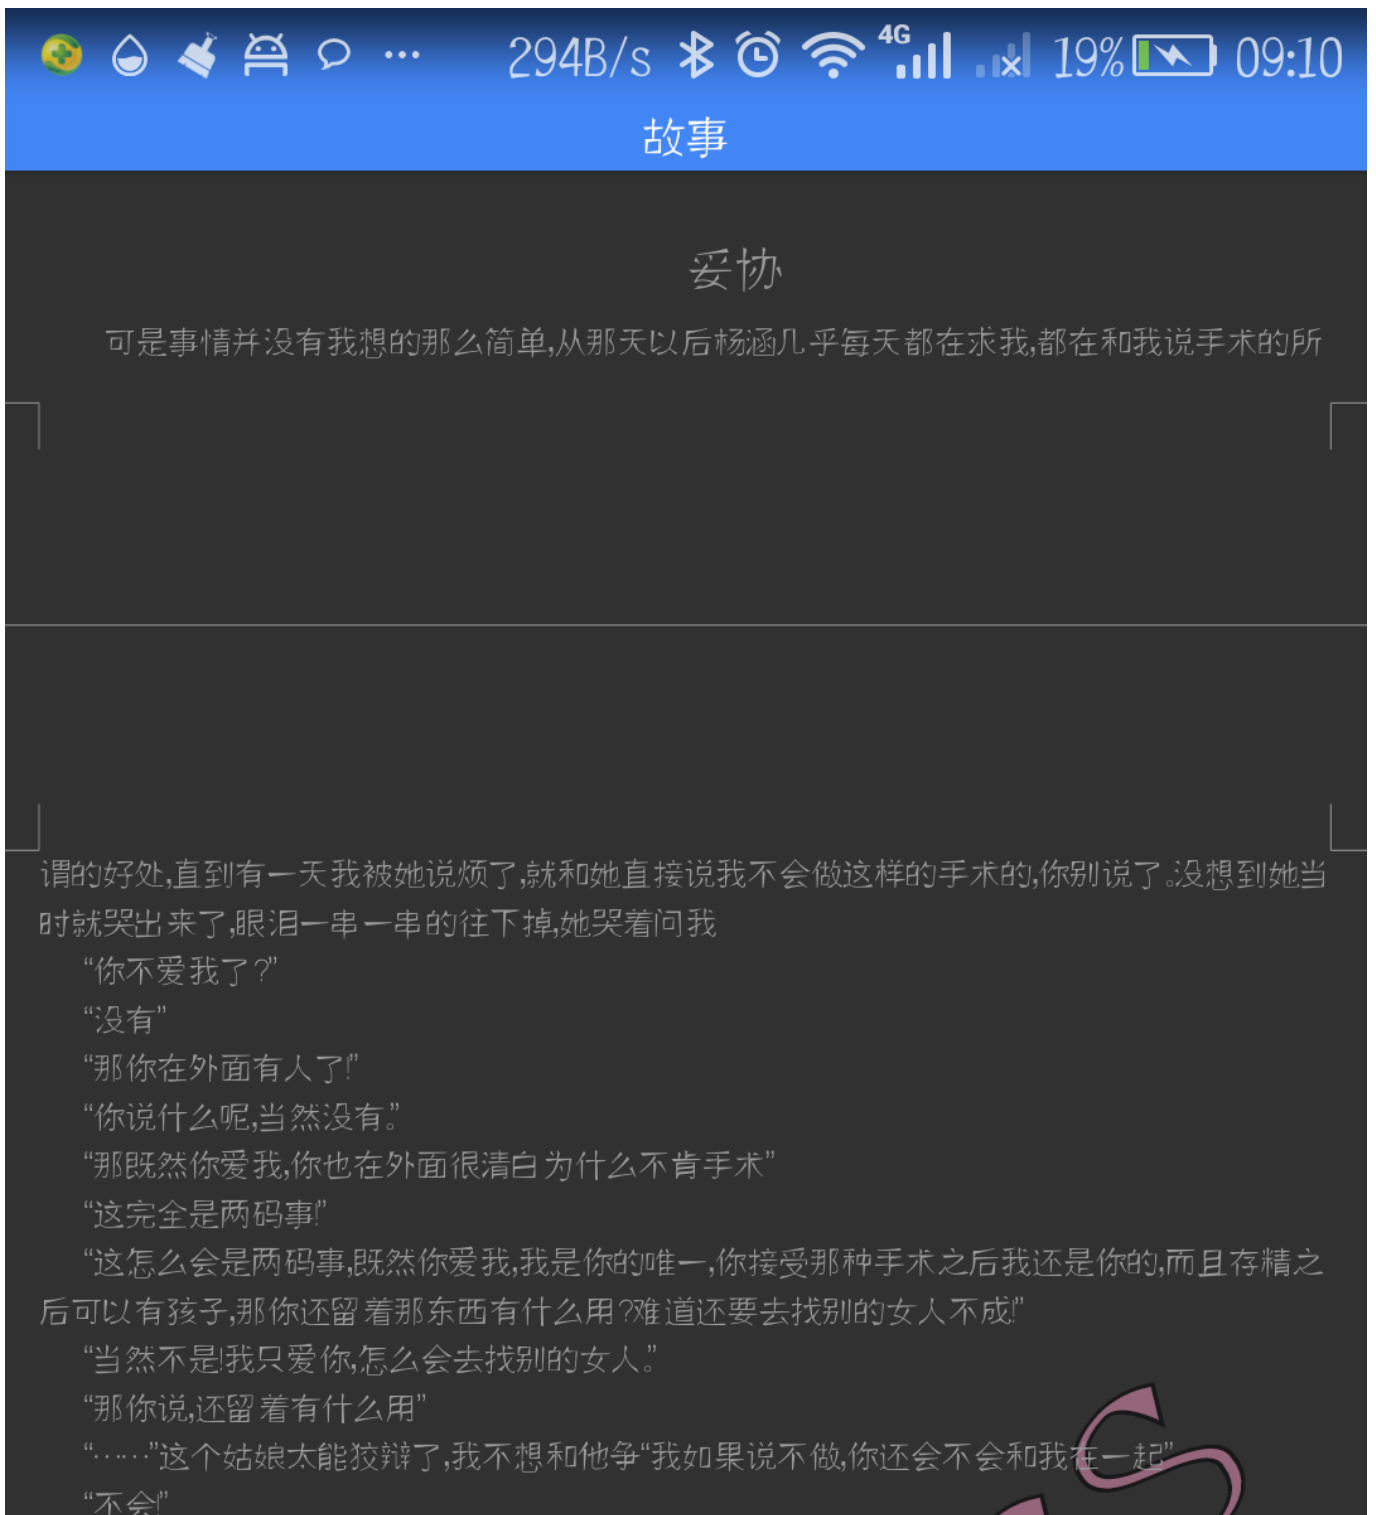 294B/s 4G 19% 09:10
故事
妥协
可是事情并没有我想的那么简单,从那天以后杨涵几乎每天都在求我,都在和我说手术的所
谓的好处,直到有一天我被她说烦了,就和她直接说我不会做这样的手术的,你别说了。没想到她当
时就哭出来了,眼泪一串一串的往下掉,她哭着问我
“你不爱我了?”
“没有”
“那你在外面有人了!”
“你说什么呢,当然没有。”
“那既然你爱我,你也在外面很清白为什么不肯手术”
“这完全是两码事!”
“这怎么会是两码事,既然你爱我,我是你的唯一,你接受那种手术之后我还是你的,而且存精之
后可以有孩子,那你还留着那东西有什么用?难道还要去找别的女人不成!”
“当然不是!我只爱你,怎么会去找别的女人。”
“那你说,还留着有什么用”
“……”这个姑娘太能狡辩了,我不想和他争“我如果说不做,你还会不会和我在一起”
“不会!”